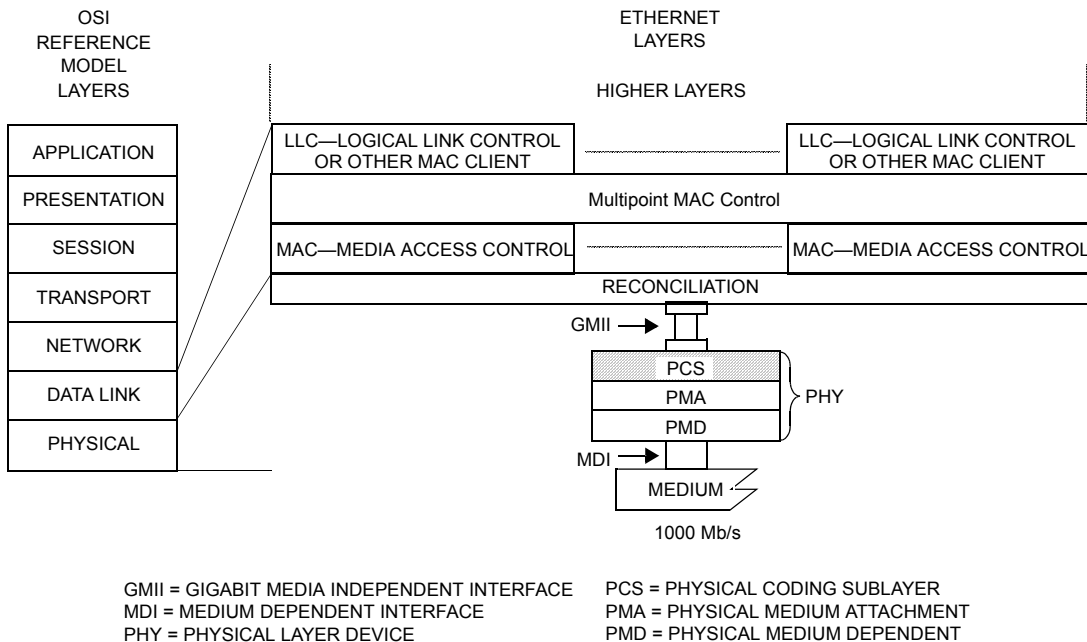 OSI
REFERENCE
MODEL
LAYERS
ETHERNET
LAYERS
HIGHER LAYERS
APPLICATION
PRESENTATION
SESSION
TRANSPORT
NETWORK
DATA LINK
PHYSICAL
LLC—LOGICAL LINK CONTROL
OR OTHER MAC CLIENT
LLC—LOGICAL LINK CONTROL
OR OTHER MAC CLIENT
Multipoint MAC Control
MAC—MEDIA ACCESS CONTROL
MAC—MEDIA ACCESS CONTROL
RECONCILIATION
GMII
PCS
PMA
PMD
PHY
MDI
MEDIUM
1000 Mb/s
GMII = GIGABIT MEDIA INDEPENDENT INTERFACE
MDI = MEDIUM DEPENDENT INTERFACE
PHY = PHYSICAL LAYER DEVICE
PCS = PHYSICAL CODING SUBLAYER
PMA = PHYSICAL MEDIUM ATTACHMENT
PMD = PHYSICAL MEDIUM DEPENDENT